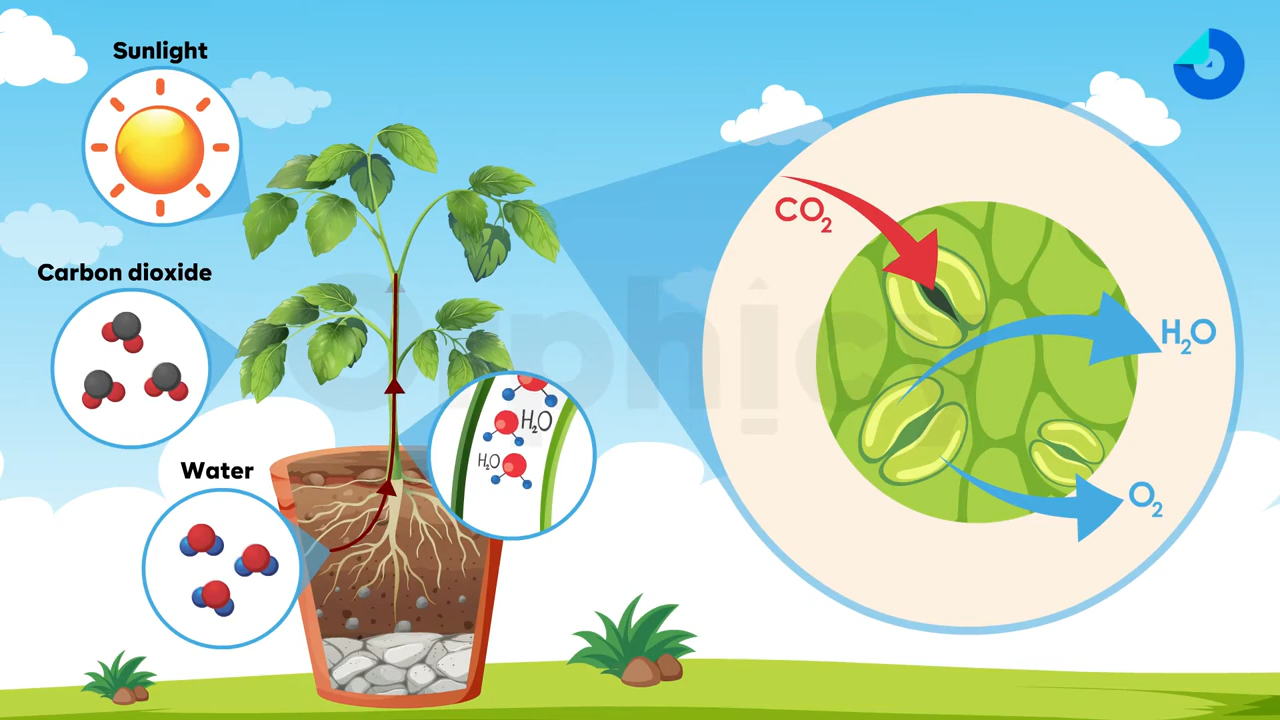 Sunlight
CO₂
Carbon dioxide
H₂O
H₂O
H₂O
Water
O₂